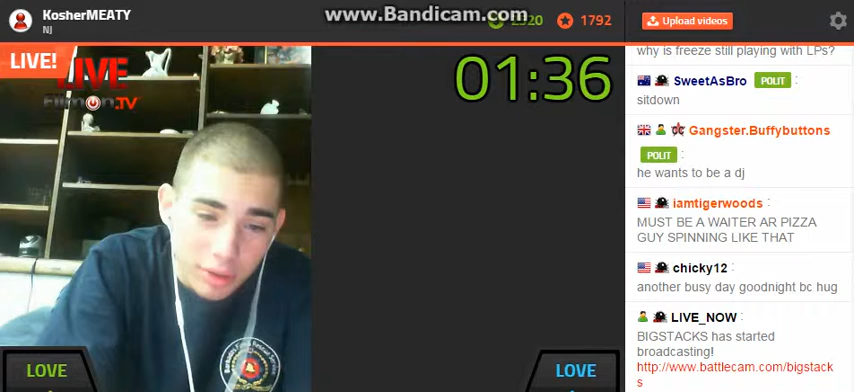 KosherMEATY
NJ
www.Bandicam.com
2320 1792
Upload videos
LIVE!
LIVE
FilmOn.TV
01:36
why is freeze still playing with LPs?
SweetAsBro POLIT :
sitdown
Gangster.Buffybuttons
POLIT :
he wants to be a dj
iamtigerwoods :
MUST BE A WAITER AR PIZZA
GUY SPINNING LIKE THAT
chicky12 :
another busy day goodnight bc hug
LIVE_NOW :
BIGSTACKS has started
broadcasting!
http://www.battlecam.com/bigstack
s
LOVE
LOVE